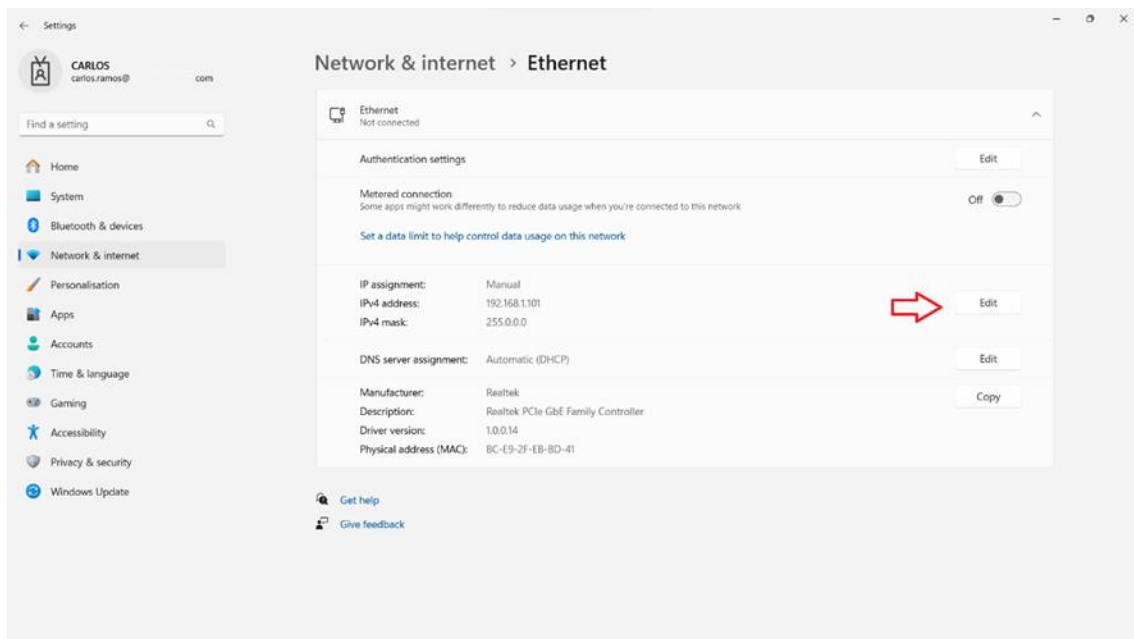 Settings
CARLOS
carlos.ramos@ com
Find a setting
Home
System
Bluetooth & devices
Network & internet
Personalisation
Apps
Accounts
Time & language
Gaming
Accessibility
Privacy & security
Windows Update
Network & internet > Ethernet
Ethernet
Not connected
Authentication settings Edit
Metered connection
Some apps might work differently to reduce data usage when you're connected to this network Off
Set a data limit to help control data usage on this network
IP assignment: Manual
IPv4 address: 192.168.1.101 Edit
IPv4 mask: 255.0.0.0
DNS server assignment: Automatic (DHCP) Edit
Manufacturer: Realtek Copy
Description: Realtek PCIe GbE Family Controller
Driver version: 1.0.0.14
Physical address (MAC): BC-E9-2F-EB-BD-41
Get help
Give feedback